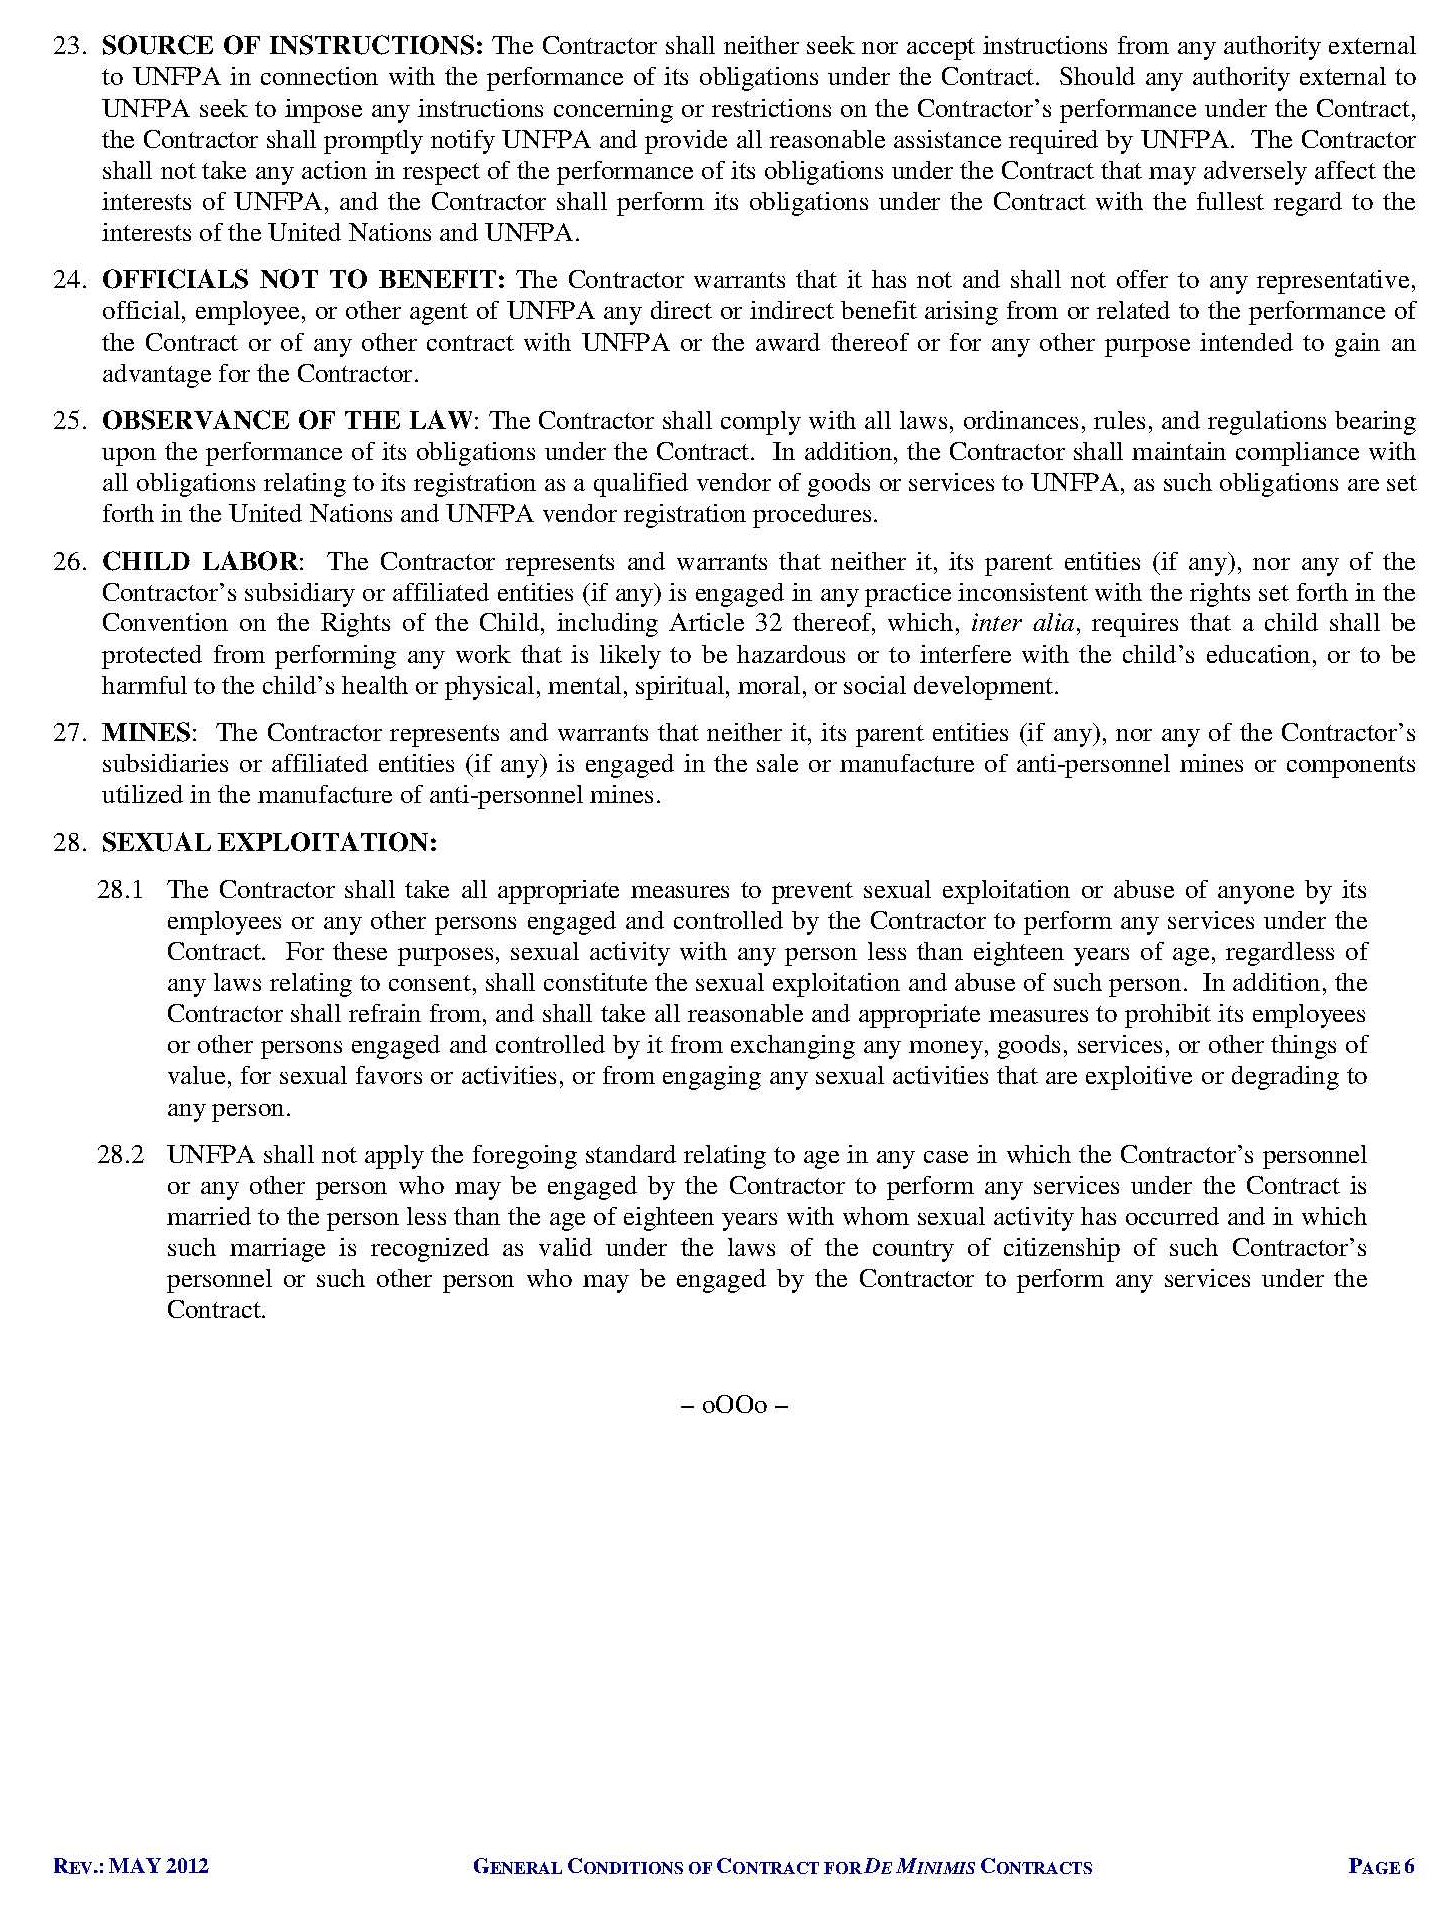 23. SOURCE OF INSTRUCTIONS: The Contractor shall neither seek nor accept instructions from any authority external
to UNFPA in connection with the performance of its obligations under the Contract. Should any authority external to
UNFPA seek to impose any instructions concerning or restrictions on the Contractor’s performance under the Contract,
the Contractor shall promptly notify UNFPA and provide all reasonable assistance required by UNFPA. The Contractor
shall not take any action in respect of the performance of its obligations under the Contract that may adversely affect the
interests of UNFPA, and the Contractor shall perform its obligations under the Contract with the fullest regard to the
interests of the United Nations and UNFPA.
24. OFFICIALS NOT TO BENEFIT: The Contractor warrants that it has not and shall not offer to any representative,
official, employee, or other agent of UNFPA any direct or indirect benefit arising from or related to the performance of
the Contract or of any other contract with UNFPA or the award thereof or for any other purpose intended to gain an
advantage for the Contractor.
25. OBSERVANCE OF THE LAW: The Contractor shall comply with all laws, ordinances, rules, and regulations bearing
upon the performance of its obligations under the Contract. In addition, the Contractor shall maintain compliance with
all obligations relating to its registration as a qualified vendor of goods or services to UNFPA, as such obligations are set
forth in the United Nations and UNFPA vendor registration procedures.
26. CHILD LABOR: The Contractor represents and warrants that neither it, its parent entities (if any), nor any of the
Contractor’s subsidiary or affiliated entities (if any) is engaged in any practice inconsistent with the rights set forth in the
Convention on the Rights of the Child, including Article 32 thereof, which, inter alia, requires that a child shall be
protected from performing any work that is likely to be hazardous or to interfere with the child’s education, or to be
harmful to the child’s health or physical, mental, spiritual, moral, or social development.
27. MINES: The Contractor represents and warrants that neither it, its parent entities (if any), nor any of the Contractor’s
subsidiaries or affiliated entities (if any) is engaged in the sale or manufacture of anti-personnel mines or components
utilized in the manufacture of anti-personnel mines.
28. SEXUAL EXPLOITATION:
28.1 The Contractor shall take all appropriate measures to prevent sexual exploitation or abuse of anyone by its
employees or any other persons engaged and controlled by the Contractor to perform any services under the
Contract. For these purposes, sexual activity with any person less than eighteen years of age, regardless of
any laws relating to consent, shall constitute the sexual exploitation and abuse of such person. In addition, the
Contractor shall refrain from, and shall take all reasonable and appropriate measures to prohibit its employees
or other persons engaged and controlled by it from exchanging any money, goods, services, or other things of
value, for sexual favors or activities, or from engaging any sexual activities that are exploitive or degrading to
any person.
28.2 UNFPA shall not apply the foregoing standard relating to age in any case in which the Contractor’s personnel
or any other person who may be engaged by the Contractor to perform any services under the Contract is
married to the person less than the age of eighteen years with whom sexual activity has occurred and in which
such marriage is recognized as valid under the laws of the country of citizenship of such Contractor’s
personnel or such other person who may be engaged by the Contractor to perform any services under the
Contract.
– oOOo –
REV.: MAY 2012 GENERAL CONDITIONS OF CONTRACT FOR DE MINIMIS CONTRACTS PAGE 6